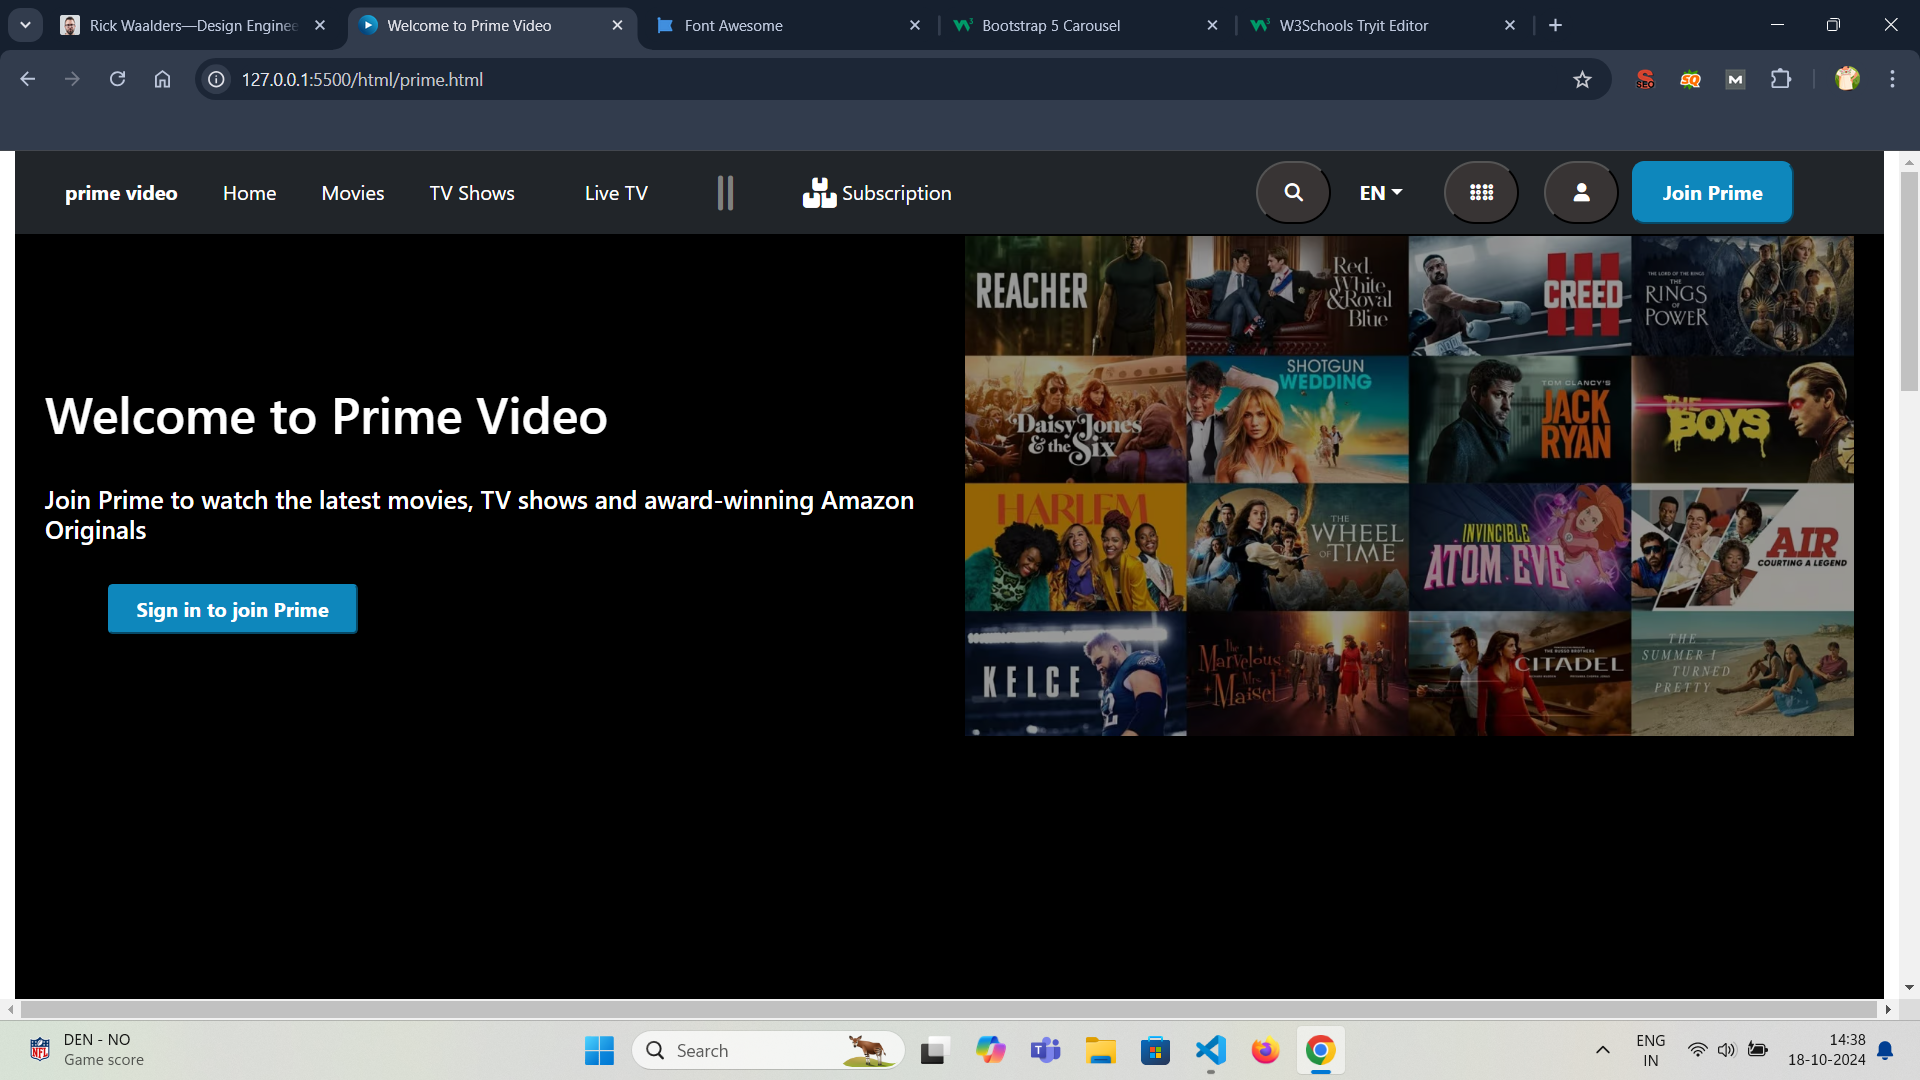 Rick Waalders—Design Enginee
Welcome to Prime Video
Font Awesome
Bootstrap 5 Carousel
W3Schools Tryit Editor
127.0.0.1:5500/html/prime.html
SEO
SQ
M
prime video
Home
Movies
TV Shows
Live TV
Subscription
EN
Join Prime
REACHER
Red,
White
& Royal
Blue
CREED
III
THE LORD OF THE RINGS
THE
RINGS
OF
POWER
Welcome to Prime Video
Join Prime to watch the latest movies, TV shows and award-winning Amazon
Originals
Sign in to join Prime
Daisy Jones
& the Six
SHOTGUN
WEDDING
TOM CLANCY'S
JACK
RYAN
THE
BOYS
HARLEM
THE
WHEEL
OF TIME
INVINCIBLE
ATOM EVE
AIR
COURTING A LEGEND
KELCE
The
Marvelous
Mrs.
Maisel
CITADEL
THE
SUMMER I
TURNED
PRETTY
NFL
DEN - NO
Game score
Search
ENG
IN
14:38
18-10-2024